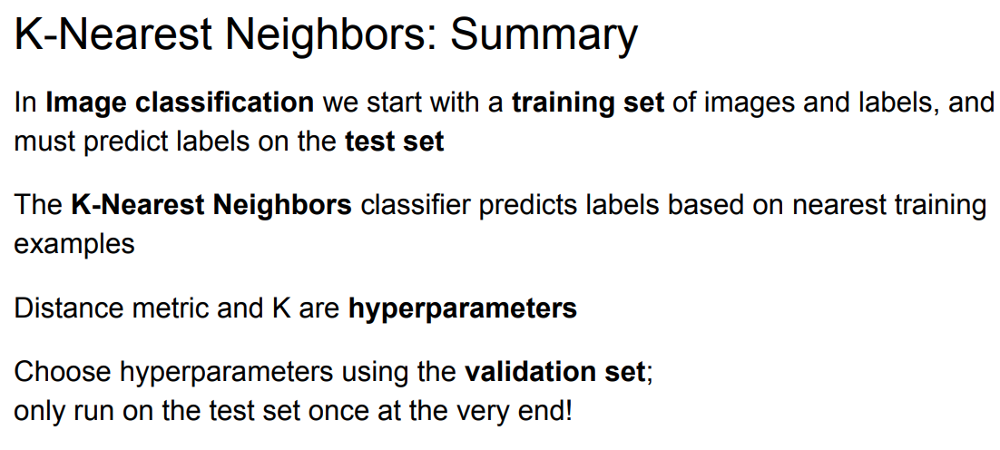 K-Nearest Neighbors: Summary
In Image classification we start with a training set of images and labels, and
must predict labels on the test set
The K-Nearest Neighbors classifier predicts labels based on nearest training
examples
Distance metric and K are hyperparameters
Choose hyperparameters using the validation set;
only run on the test set once at the very end!